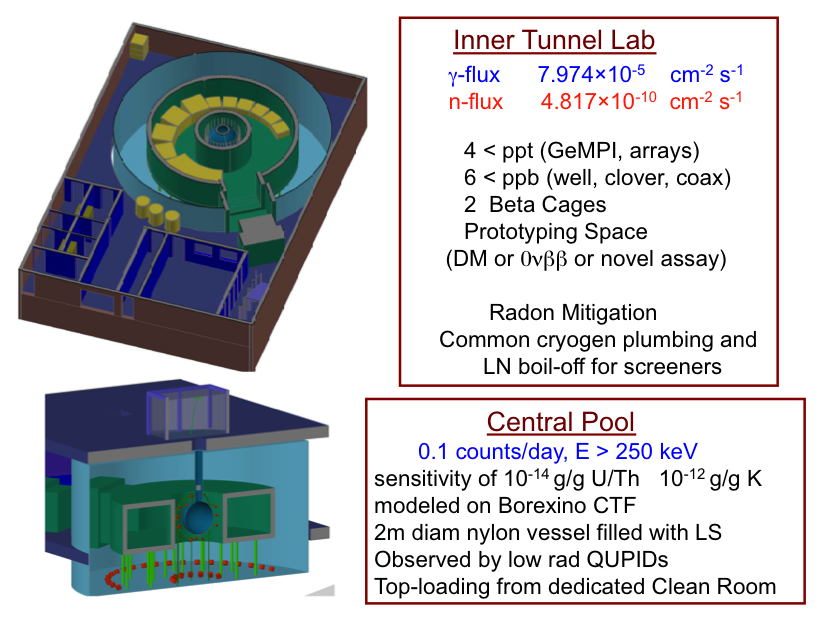 Inner Tunnel Lab
γ-flux 7.974×10⁻⁵ cm⁻² s⁻¹
n-flux 4.817×10⁻¹⁰ cm⁻² s⁻¹
4 < ppt (GeMPI, arrays)
6 < ppb (well, clover, coax)
2 Beta Cages
Prototyping Space
(DM or 0νββ or novel assay)
Radon Mitigation
Common cryogen plumbing and
LN boil-off for screeners
Central Pool
0.1 counts/day, E > 250 keV
sensitivity of 10⁻¹⁴ g/g U/Th 10⁻¹² g/g K
modeled on Borexino CTF
2m diam nylon vessel filled with LS
Observed by low rad QUPIDs
Top-loading from dedicated Clean Room